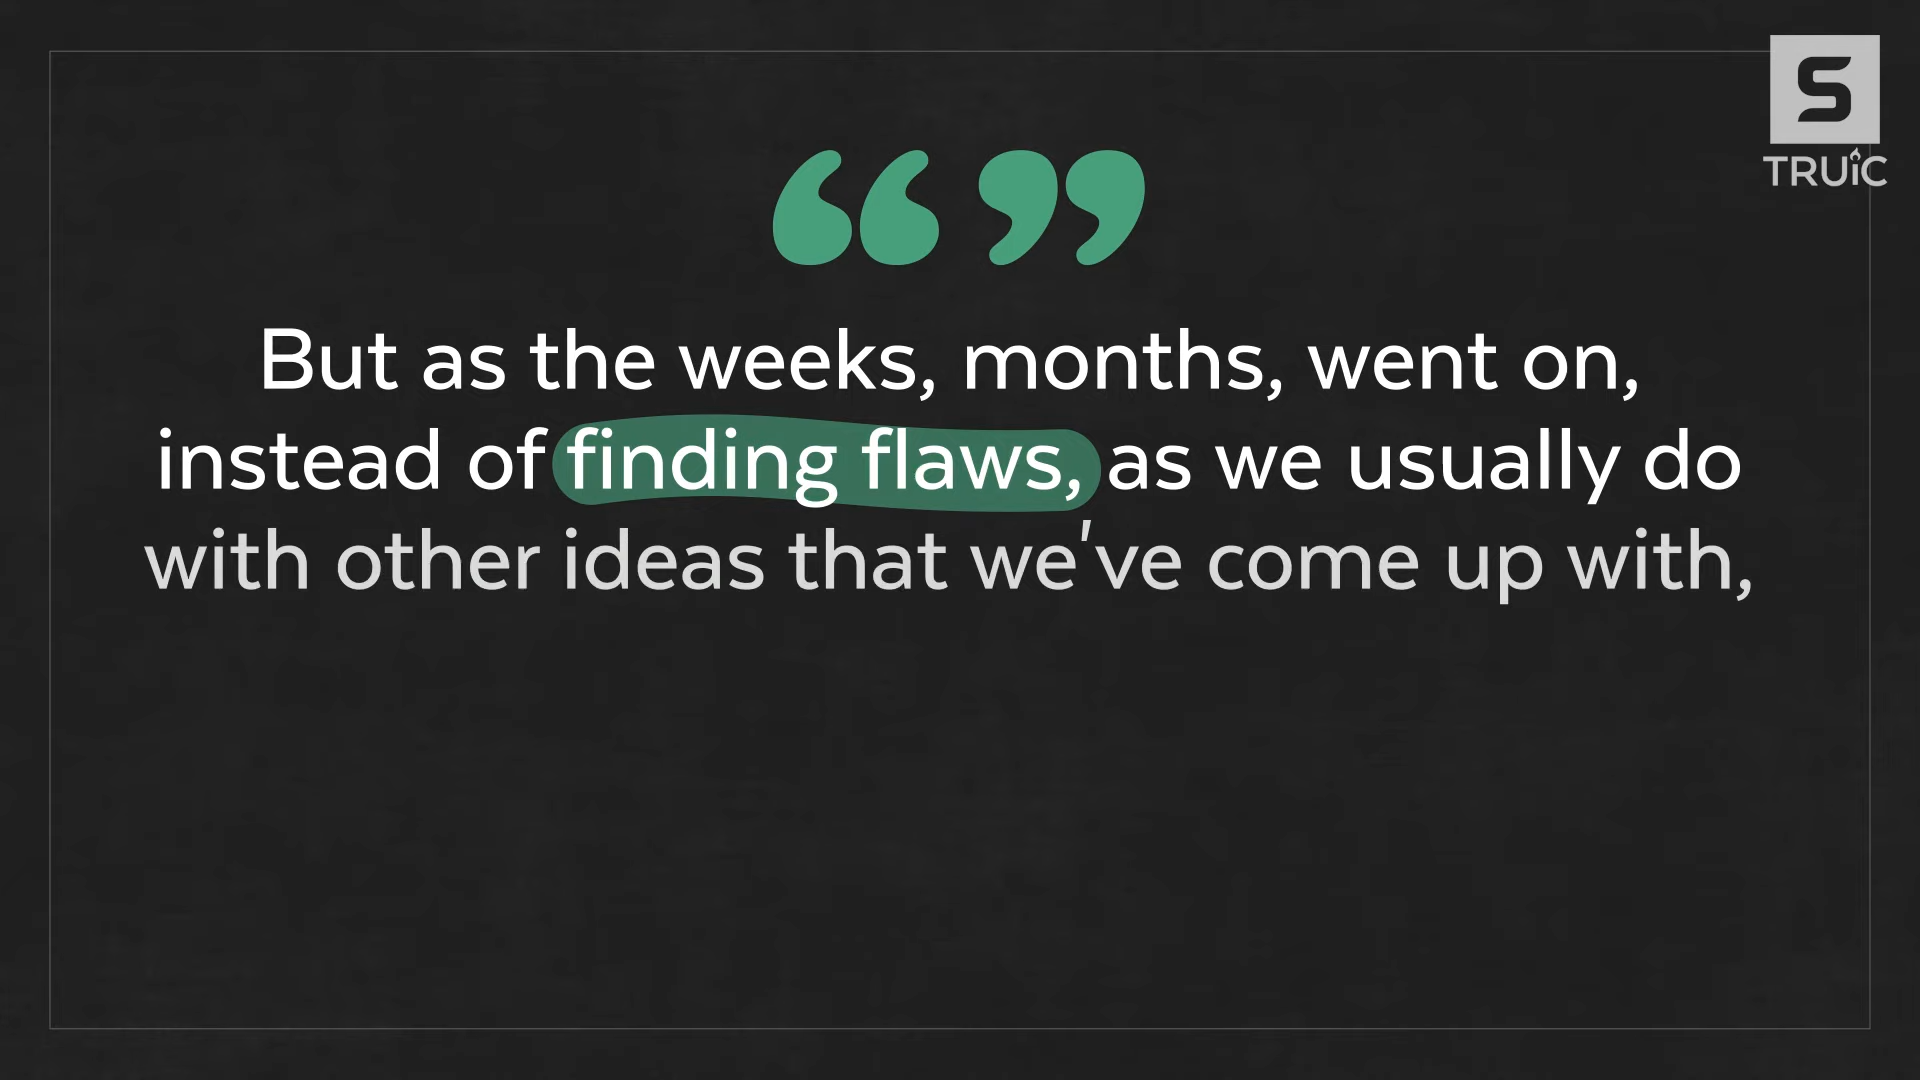 S
TRUiC
“ ”
But as the weeks, months, went on,
instead of finding flaws, as we usually do
with other ideas that we've come up with,